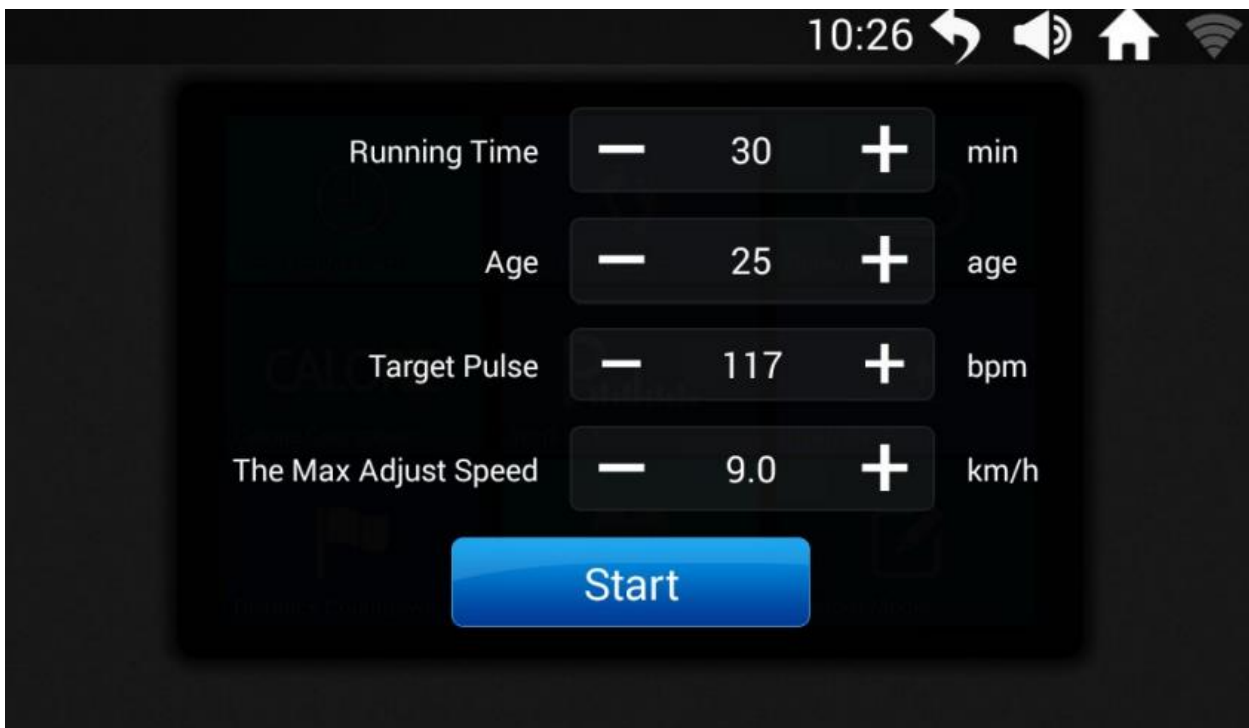 10:26
Running Time 30 min
Age 25 age
Target Pulse 117 bpm
The Max Adjust Speed 9.0 km/h
Start